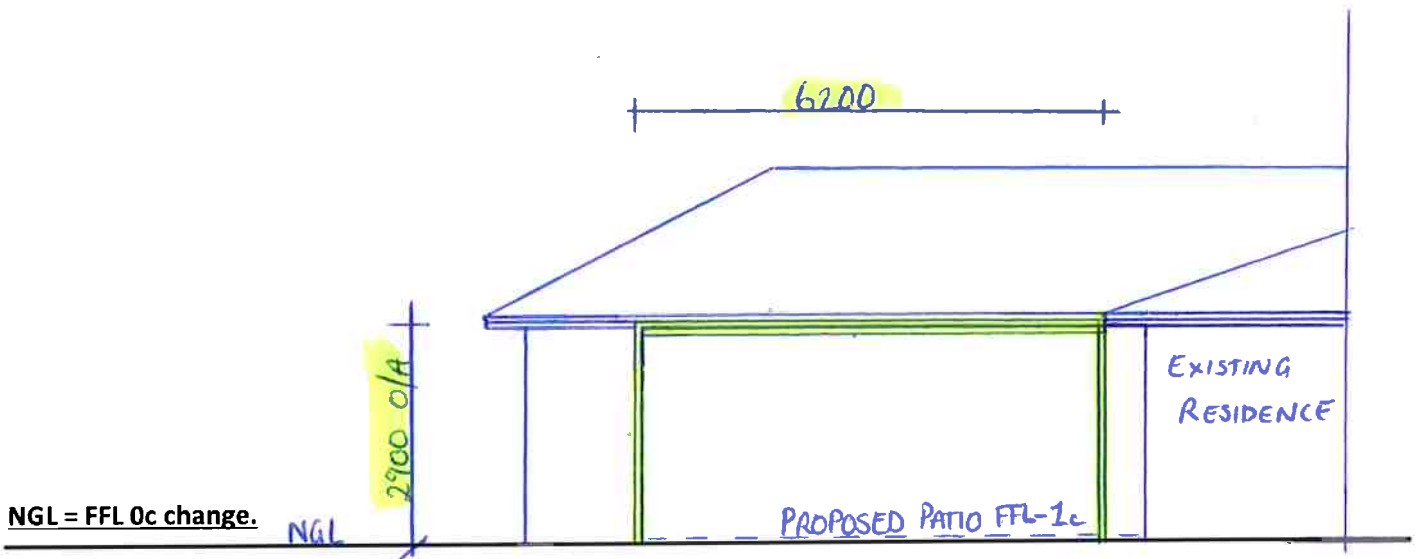 6200
2900 O/A
EXISTING
RESIDENCE
NGL = FFL 0c change.
NGL
PROPOSED PATIO FFL-1c